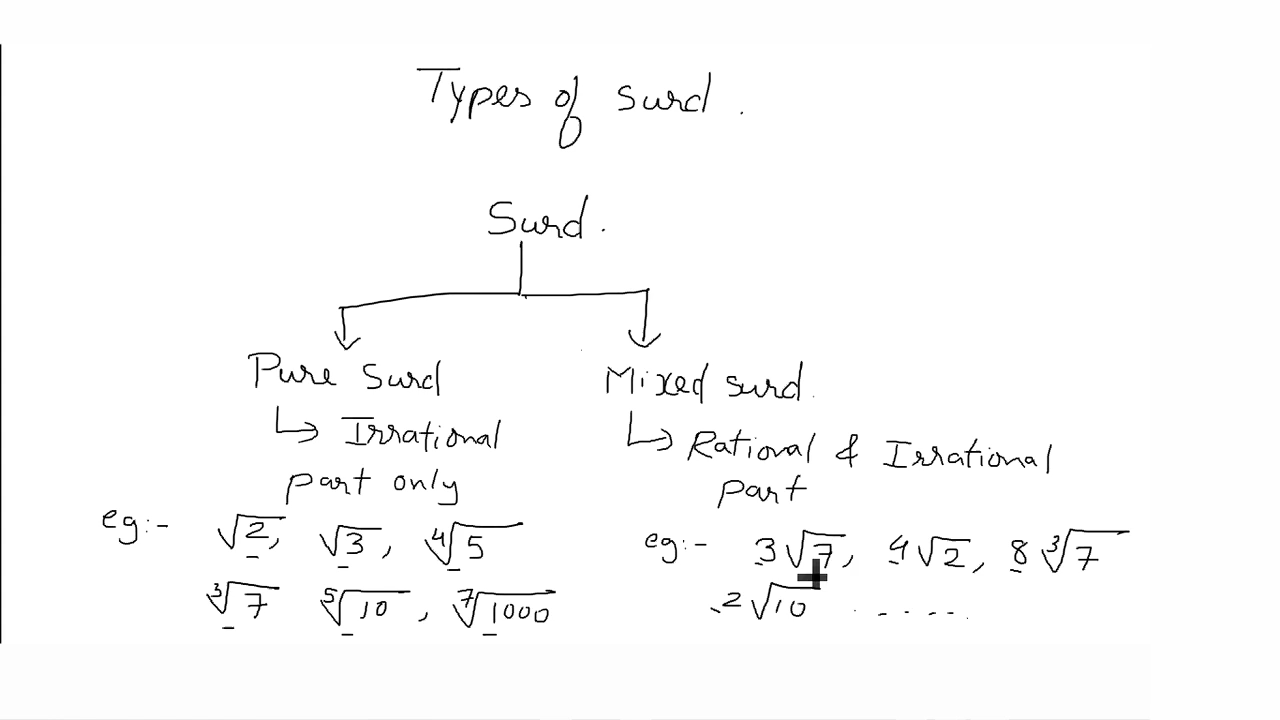 Types of surd.
Surd.
Pure Surd
↳ Irrational
part only
eg:- √2, √3, ∜5
∛7 ⁵√10, ⁷√1000
Mixed surd.
↳ Rational & Irrational
part
eg:- 3√7, 4√2, 8∛7
2√10 .....